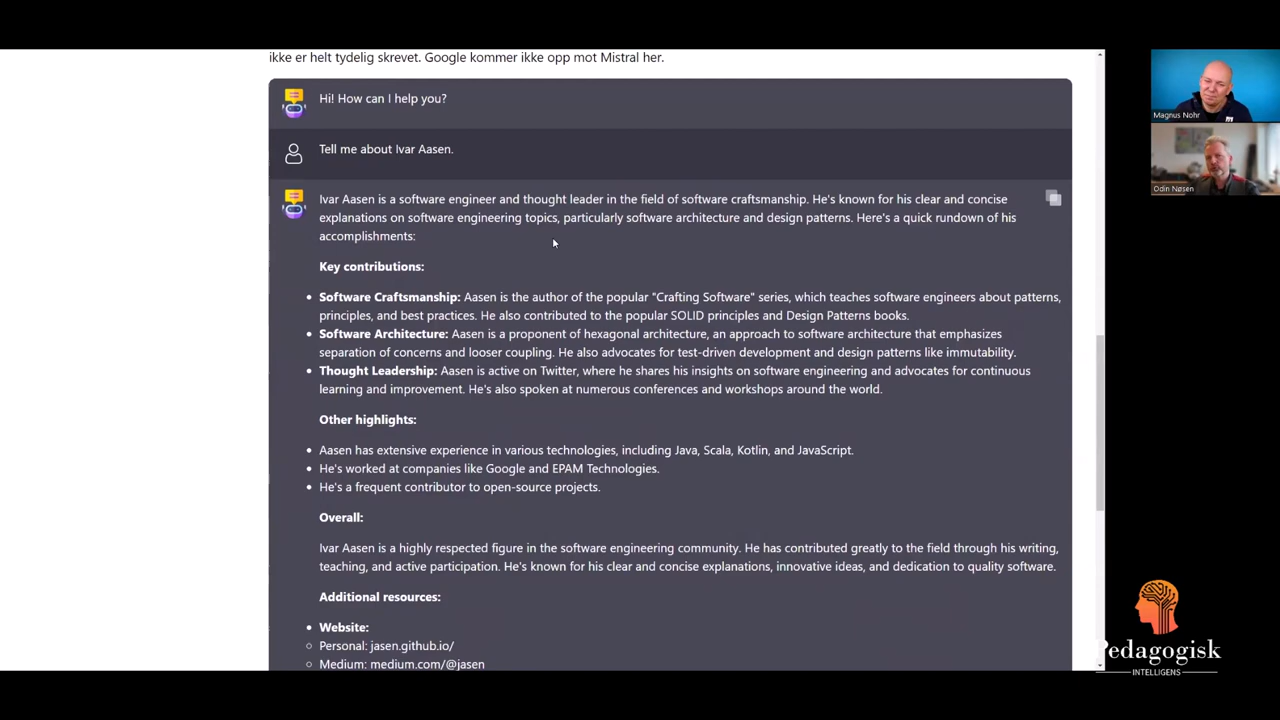 ikke er helt tydelig skrevet. Google kommer ikke opp mot Mistral her.
Hi! How can I help you?
Tell me about Ivar Aasen.
Ivar Aasen is a software engineer and thought leader in the field of software craftsmanship. He's known for his clear and concise
explanations on software engineering topics, particularly software architecture and design patterns. Here's a quick rundown of his
accomplishments:
Key contributions:
• Software Craftsmanship: Aasen is the author of the popular "Crafting Software" series, which teaches software engineers about patterns,
principles, and best practices. He also contributed to the popular SOLID principles and Design Patterns books.
• Software Architecture: Aasen is a proponent of hexagonal architecture, an approach to software architecture that emphasizes
separation of concerns and looser coupling. He also advocates for test-driven development and design patterns like immutability.
• Thought Leadership: Aasen is active on Twitter, where he shares his insights on software engineering and advocates for continuous
learning and improvement. He's also spoken at numerous conferences and workshops around the world.
Other highlights:
• Aasen has extensive experience in various technologies, including Java, Scala, Kotlin, and JavaScript.
• He's worked at companies like Google and EPAM Technologies.
• He's a frequent contributor to open-source projects.
Overall:
Ivar Aasen is a highly respected figure in the software engineering community. He has contributed greatly to the field through his writing,
teaching, and active participation. He's known for his clear and concise explanations, innovative ideas, and dedication to quality software.
Additional resources:
• Website:
○ Personal: jasen.github.io/
○ Medium: medium.com/@jasen
Magnus Nohr
Odin Nøsen
Pedagogisk
INTELLIGENS